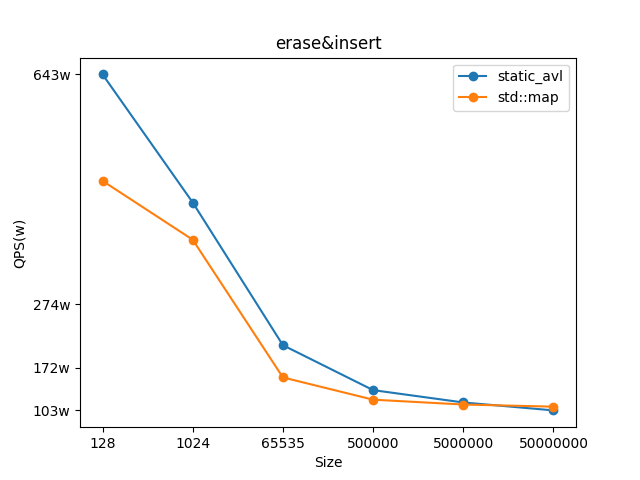 erase&insert
static_avl
std::map
643w
274w
172w
103w
QPS(w)
128
1024
65535
500000
5000000
50000000
Size